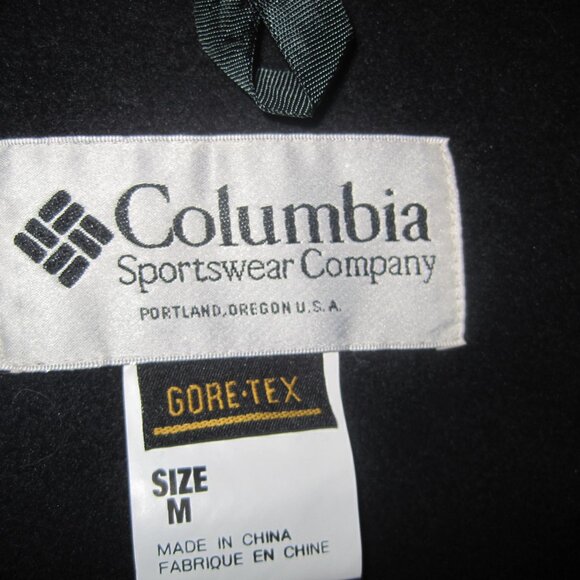 Columbia
Sportswear Company
PORTLAND, OREGON U.S.A.
GORE-TEX
SIZE
M
MADE IN CHINA
FABRIQUE EN CHINE